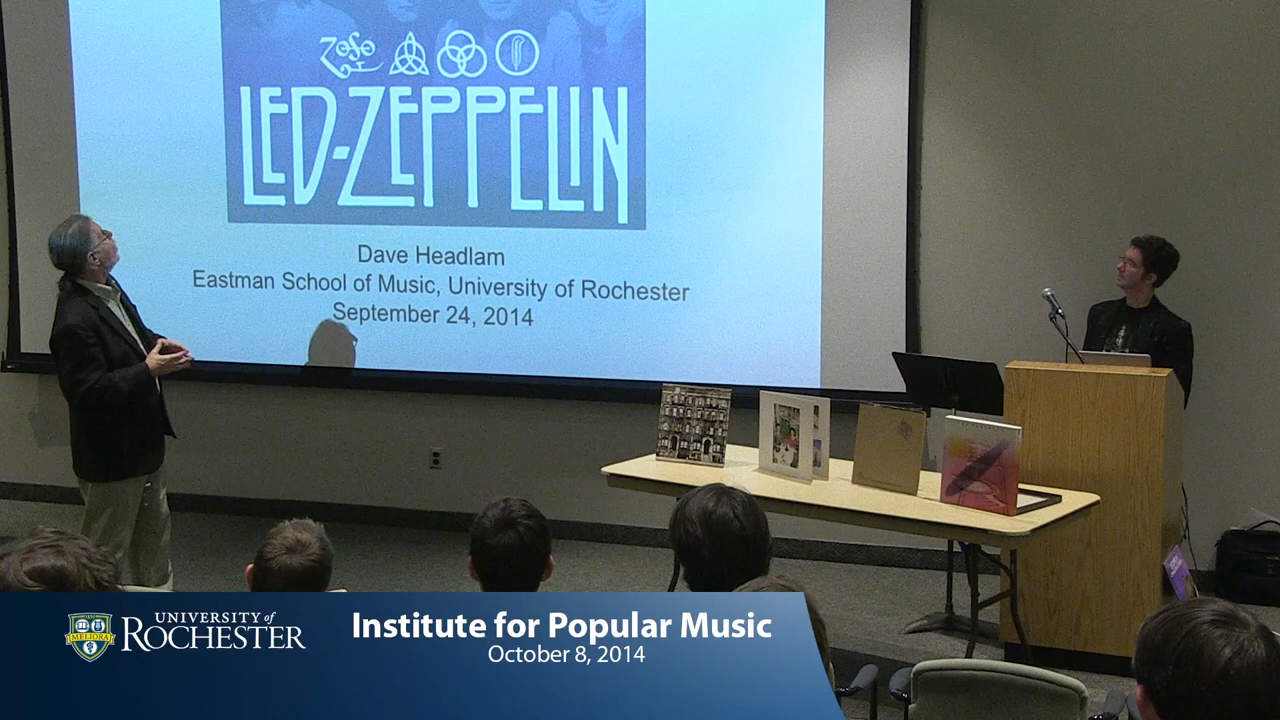 ZoSo
LED-ZEPPELIN
Dave Headlam
Eastman School of Music, University of Rochester
September 24, 2014
MELIORA
UNIVERSITY of
ROCHESTER
Institute for Popular Music
October 8, 2014